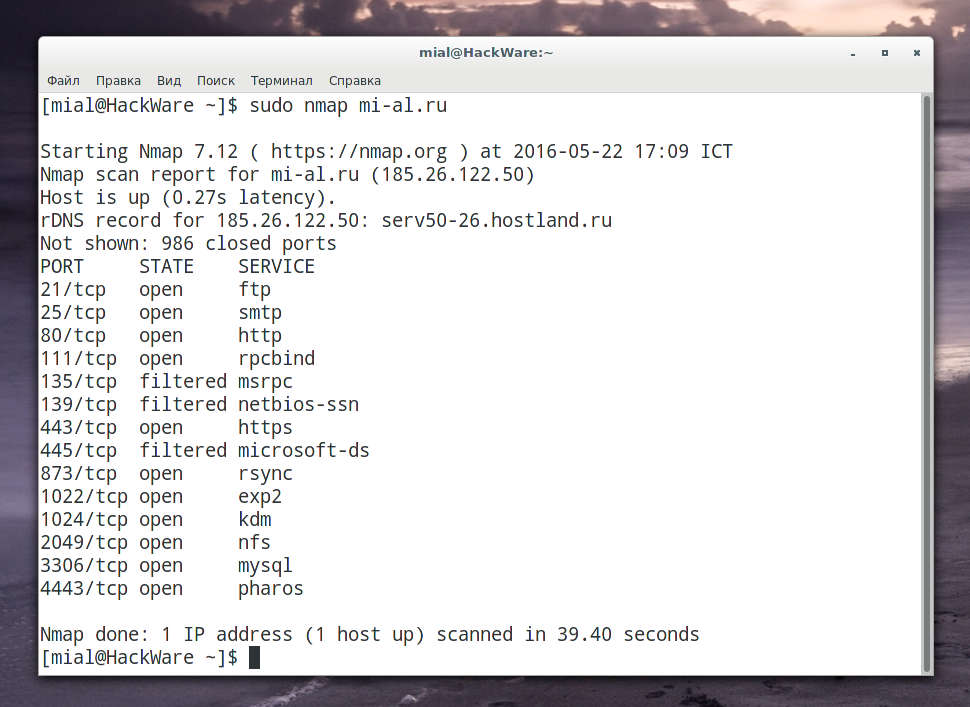 mial@HackWare:~
Файл Правка Вид Поиск Терминал Справка
[mial@HackWare ~]$ sudo nmap mi-al.ru
Starting Nmap 7.12 ( https://nmap.org ) at 2016-05-22 17:09 ICT
Nmap scan report for mi-al.ru (185.26.122.50)
Host is up (0.27s latency).
rDNS record for 185.26.122.50: serv50-26.hostland.ru
Not shown: 986 closed ports
PORT     STATE    SERVICE
21/tcp   open     ftp
25/tcp   open     smtp
80/tcp   open     http
111/tcp  open     rpcbind
135/tcp  filtered msrpc
139/tcp  filtered netbios-ssn
443/tcp  open     https
445/tcp  filtered microsoft-ds
873/tcp  open     rsync
1022/tcp open     exp2
1024/tcp open     kdm
2049/tcp open     nfs
3306/tcp open     mysql
4443/tcp open     pharos
Nmap done: 1 IP address (1 host up) scanned in 39.40 seconds
[mial@HackWare ~]$